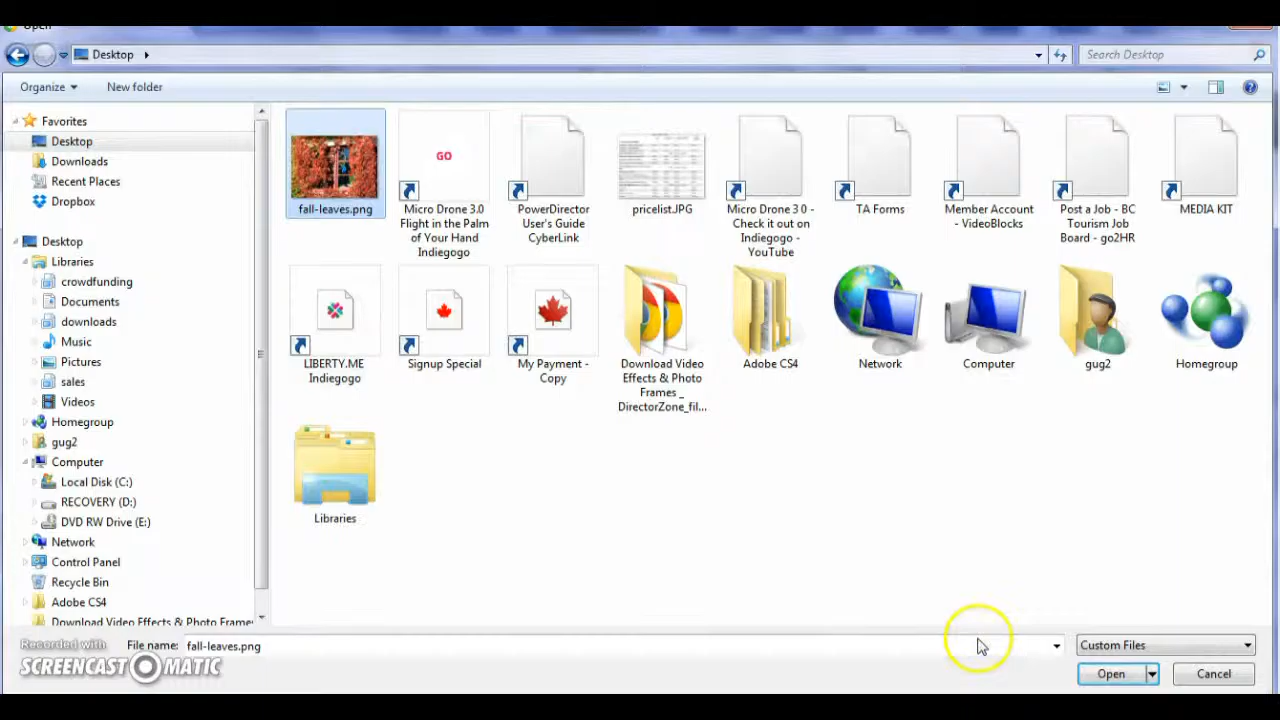 Open
Desktop
Search Desktop
Organize
New folder
Favorites
Desktop
Downloads
Recent Places
Dropbox
Desktop
Libraries
crowdfunding
Documents
downloads
Music
Pictures
sales
Videos
Homegroup
gug2
Computer
Local Disk (C:)
RECOVERY (D:)
DVD RW Drive (E:)
Network
Control Panel
Recycle Bin
Adobe CS4
Download Video Effects & Photo Frame
fall-leaves.png
GO
Micro Drone 3.0
Flight in the Palm
of Your Hand
Indiegogo
PowerDirector
User's Guide
CyberLink
pricelist.JPG
Micro Drone 3 0 -
Check it out on
Indiegogo -
YouTube
TA Forms
Member Account
- VideoBlocks
Post a Job - BC
Tourism Job
Board - go2HR
MEDIA KIT
LIBERTY.ME
Indiegogo
Signup Special
My Payment -
Copy
Download Video
Effects & Photo
Frames _
DirectorZone_fil...
Adobe CS4
Network
Computer
gug2
Homegroup
Libraries
File name: fall-leaves.png
Custom Files
Open
Cancel
Recorded with
SCREENCAST MATIC